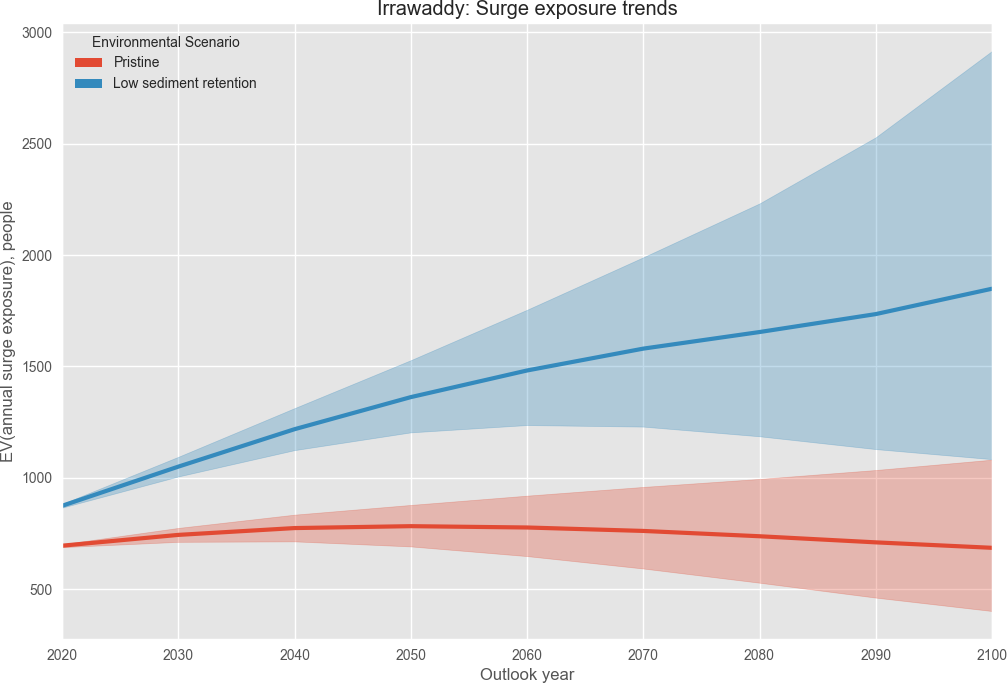 Irrawaddy: Surge exposure trends
Environmental Scenario
Pristine
Low sediment retention
3000
2500
2000
1500
1000
500
EV(annual surge exposure), people
2020 2030 2040 2050 2060 2070 2080 2090 2100
Outlook year